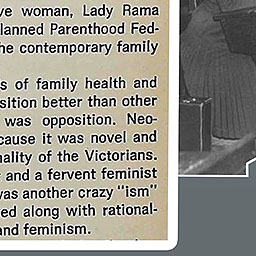 ve woman, Lady Rama
lanned Parenthood Fed-
he contemporary family
s of family health and
sition better than other
was opposition. Neo-
cause it was novel and
nality of the Victorians.
and a fervent feminist
was another crazy "ism"
ed along with rational-
and feminism.